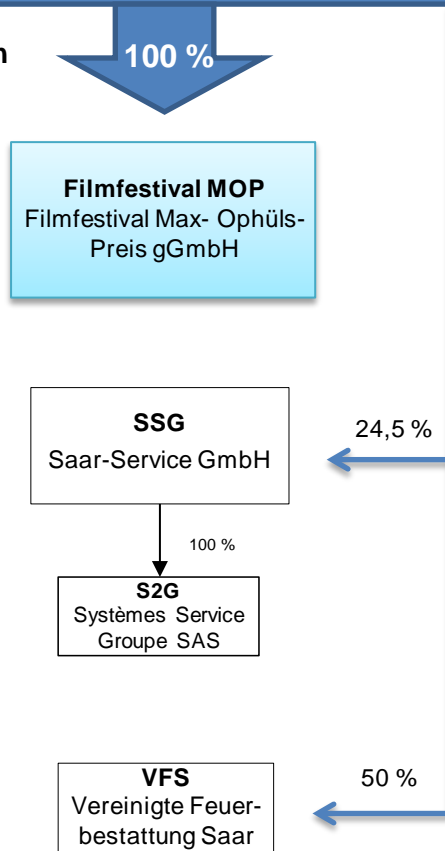 n
100 %
Filmfestival MOP
Filmfestival Max- Ophüls-
Preis gGmbH
SSG
Saar-Service GmbH
24,5 %
100 %
S2G
Systèmes Service
Groupe SAS
VFS
Vereinigte Feuer-
bestattung Saar
50 %